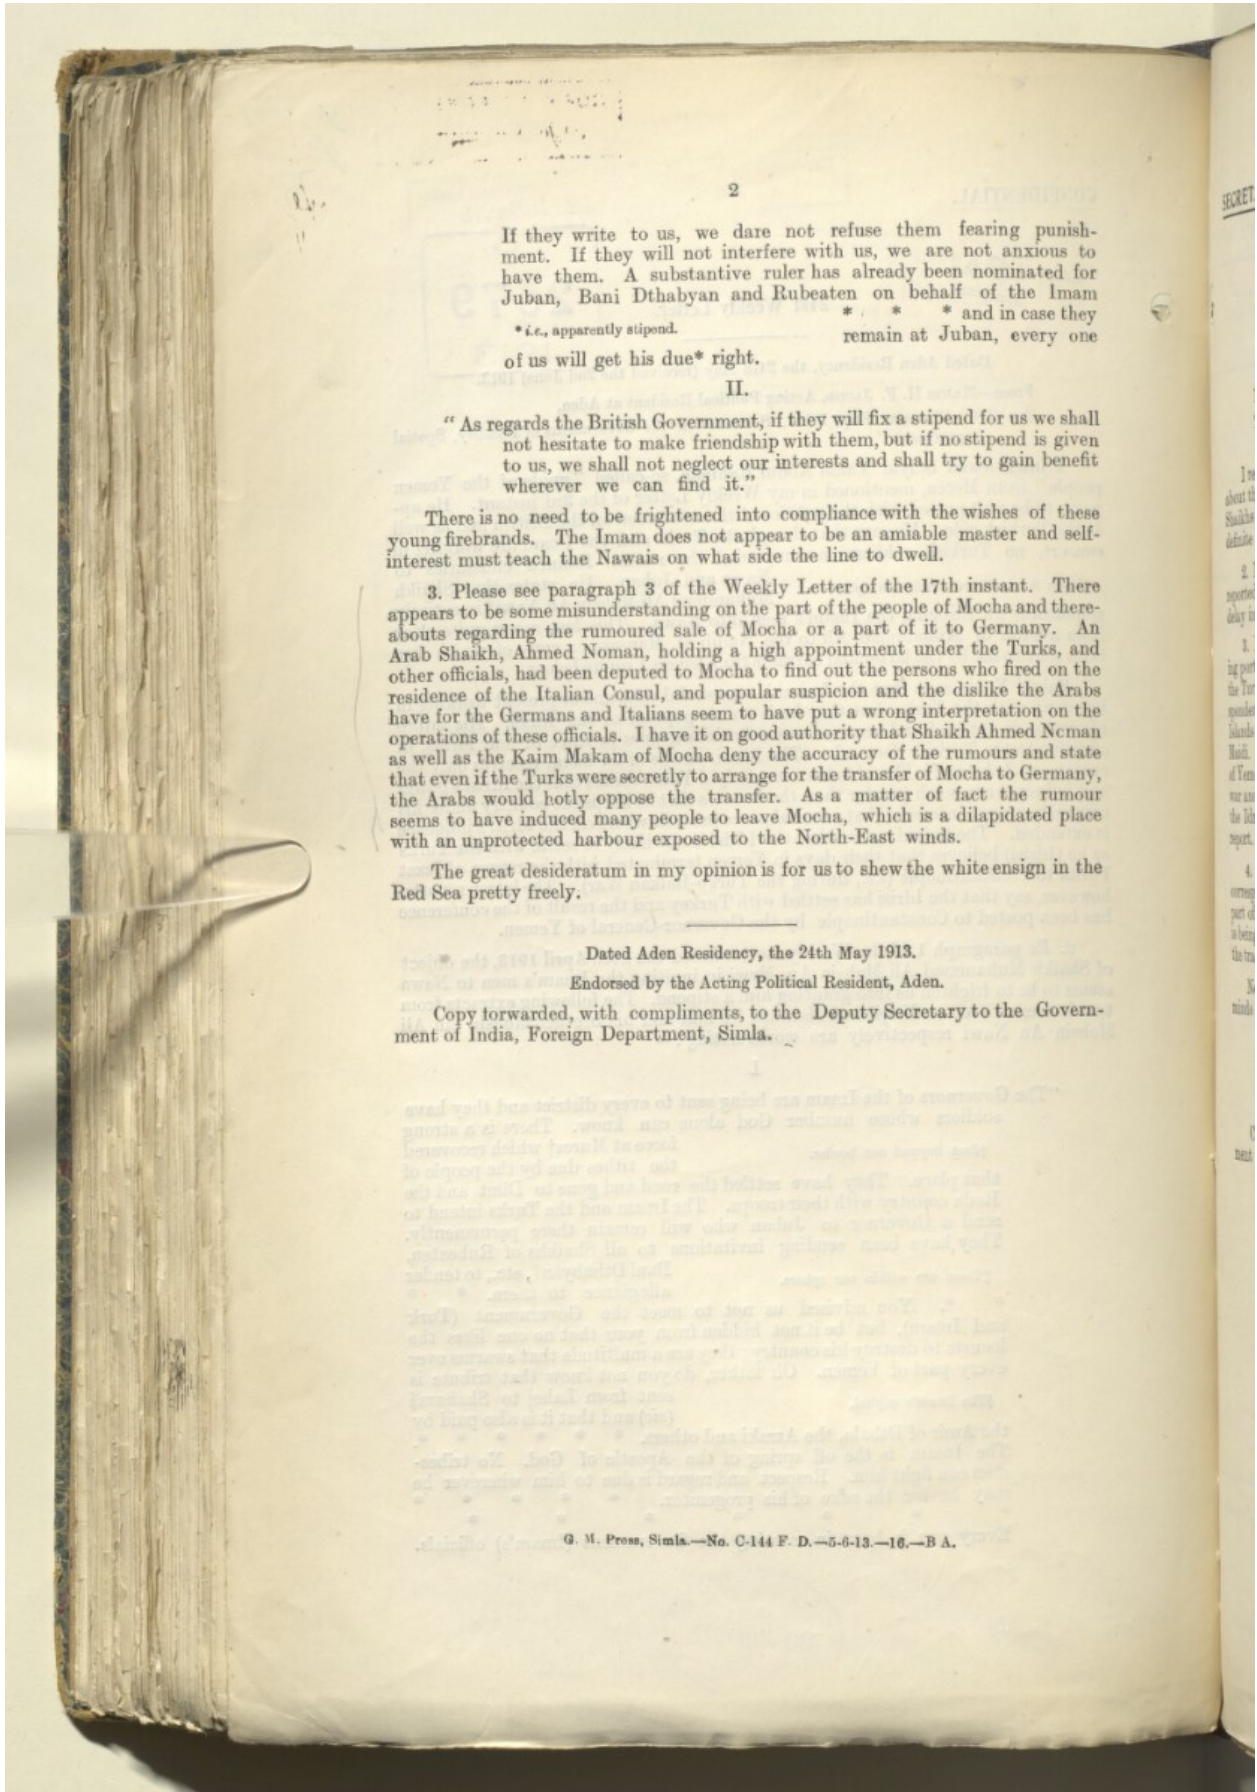 2
If they write to us, we dare not refuse them fearing punish-
ment. If they will not interfere with us, we are not anxious to
have them. A substantive ruler has already been nominated for
Juban, Bani Dthabyan and Rubeaten on behalf of the Imam
* * * and in case they
* i.e., apparently stipend.
remain at Juban, every one
of us will get his due* right.
II.
“ As regards the British Government, if they will fix a stipend for us we shall
not hesitate to make friendship with them, but if no stipend is given
to us, we shall not neglect our interests and shall try to gain benefit
wherever we can find it.”
There is no need to be frightened into compliance with the wishes of these
young firebrands. The Imam does not appear to be an amiable master and self-
interest must teach the Nawais on what side the line to dwell.
3. Please see paragraph 3 of the Weekly Letter of the 17th instant. There
appears to be some misunderstanding on the part of the people of Mocha and there-
abouts regarding the rumoured sale of Mocha or a part of it to Germany. An
Arab Shaikh, Ahmed Noman, holding a high appointment under the Turks, and
other officials, had been deputed to Mocha to find out the persons who fired on the
residence of the Italian Consul, and popular suspicion and the dislike the Arabs
have for the Germans and Italians seem to have put a wrong interpretation on the
operations of these officials. I have it on good authority that Shaikh Ahmed Noman
as well as the Kaim Makam of Mocha deny the accuracy of the rumours and state
that even if the Turks were secretly to arrange for the transfer of Mocha to Germany,
the Arabs would hotly oppose the transfer. As a matter of fact the rumour
seems to have induced many people to leave Mocha, which is a dilapidated place
with an unprotected harbour exposed to the North-East winds.
The great desideratum in my opinion is for us to shew the white ensign in the
Red Sea pretty freely.
Dated Aden Residency, the 24th May 1913.
Endorsed by the Acting Political Resident, Aden.
Copy forwarded, with compliments, to the Deputy Secretary to the Govern-
ment of India, Foreign Department, Simla.
G. M. Press, Simla.—No. C-144 F. D.—5-6-13.—16.—B A.
SECRET